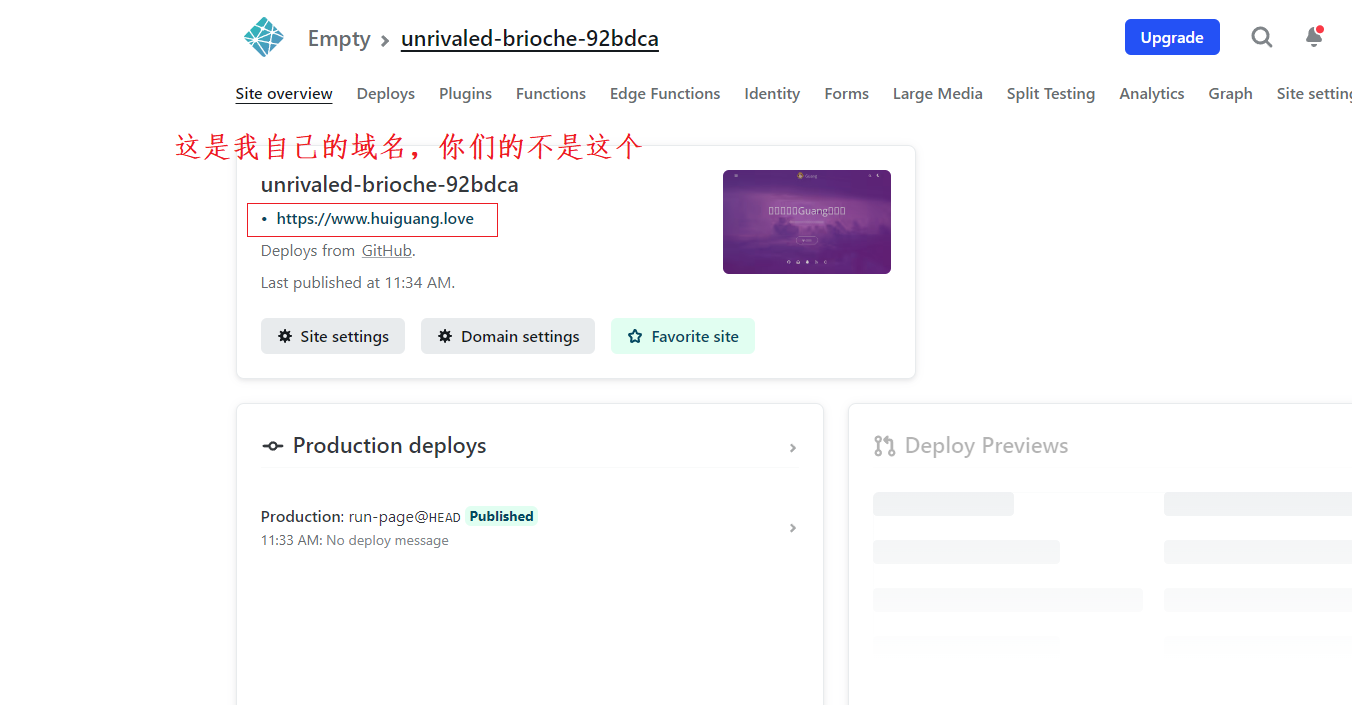 Empty > unrivaled-brioche-92bdca
Upgrade
Site overview Deploys Plugins Functions Edge Functions Identity Forms Large Media Split Testing Analytics Graph Site setting
这是我自己的域名，你们的不是这个
unrivaled-brioche-92bdca
• https://www.huiguang.love
Deploys from GitHub.
Last published at 11:34 AM.
Guang
Guang
Site settings Domain settings Favorite site
Production deploys
Deploy Previews
Production: run-page@HEAD Published
11:33 AM: No deploy message